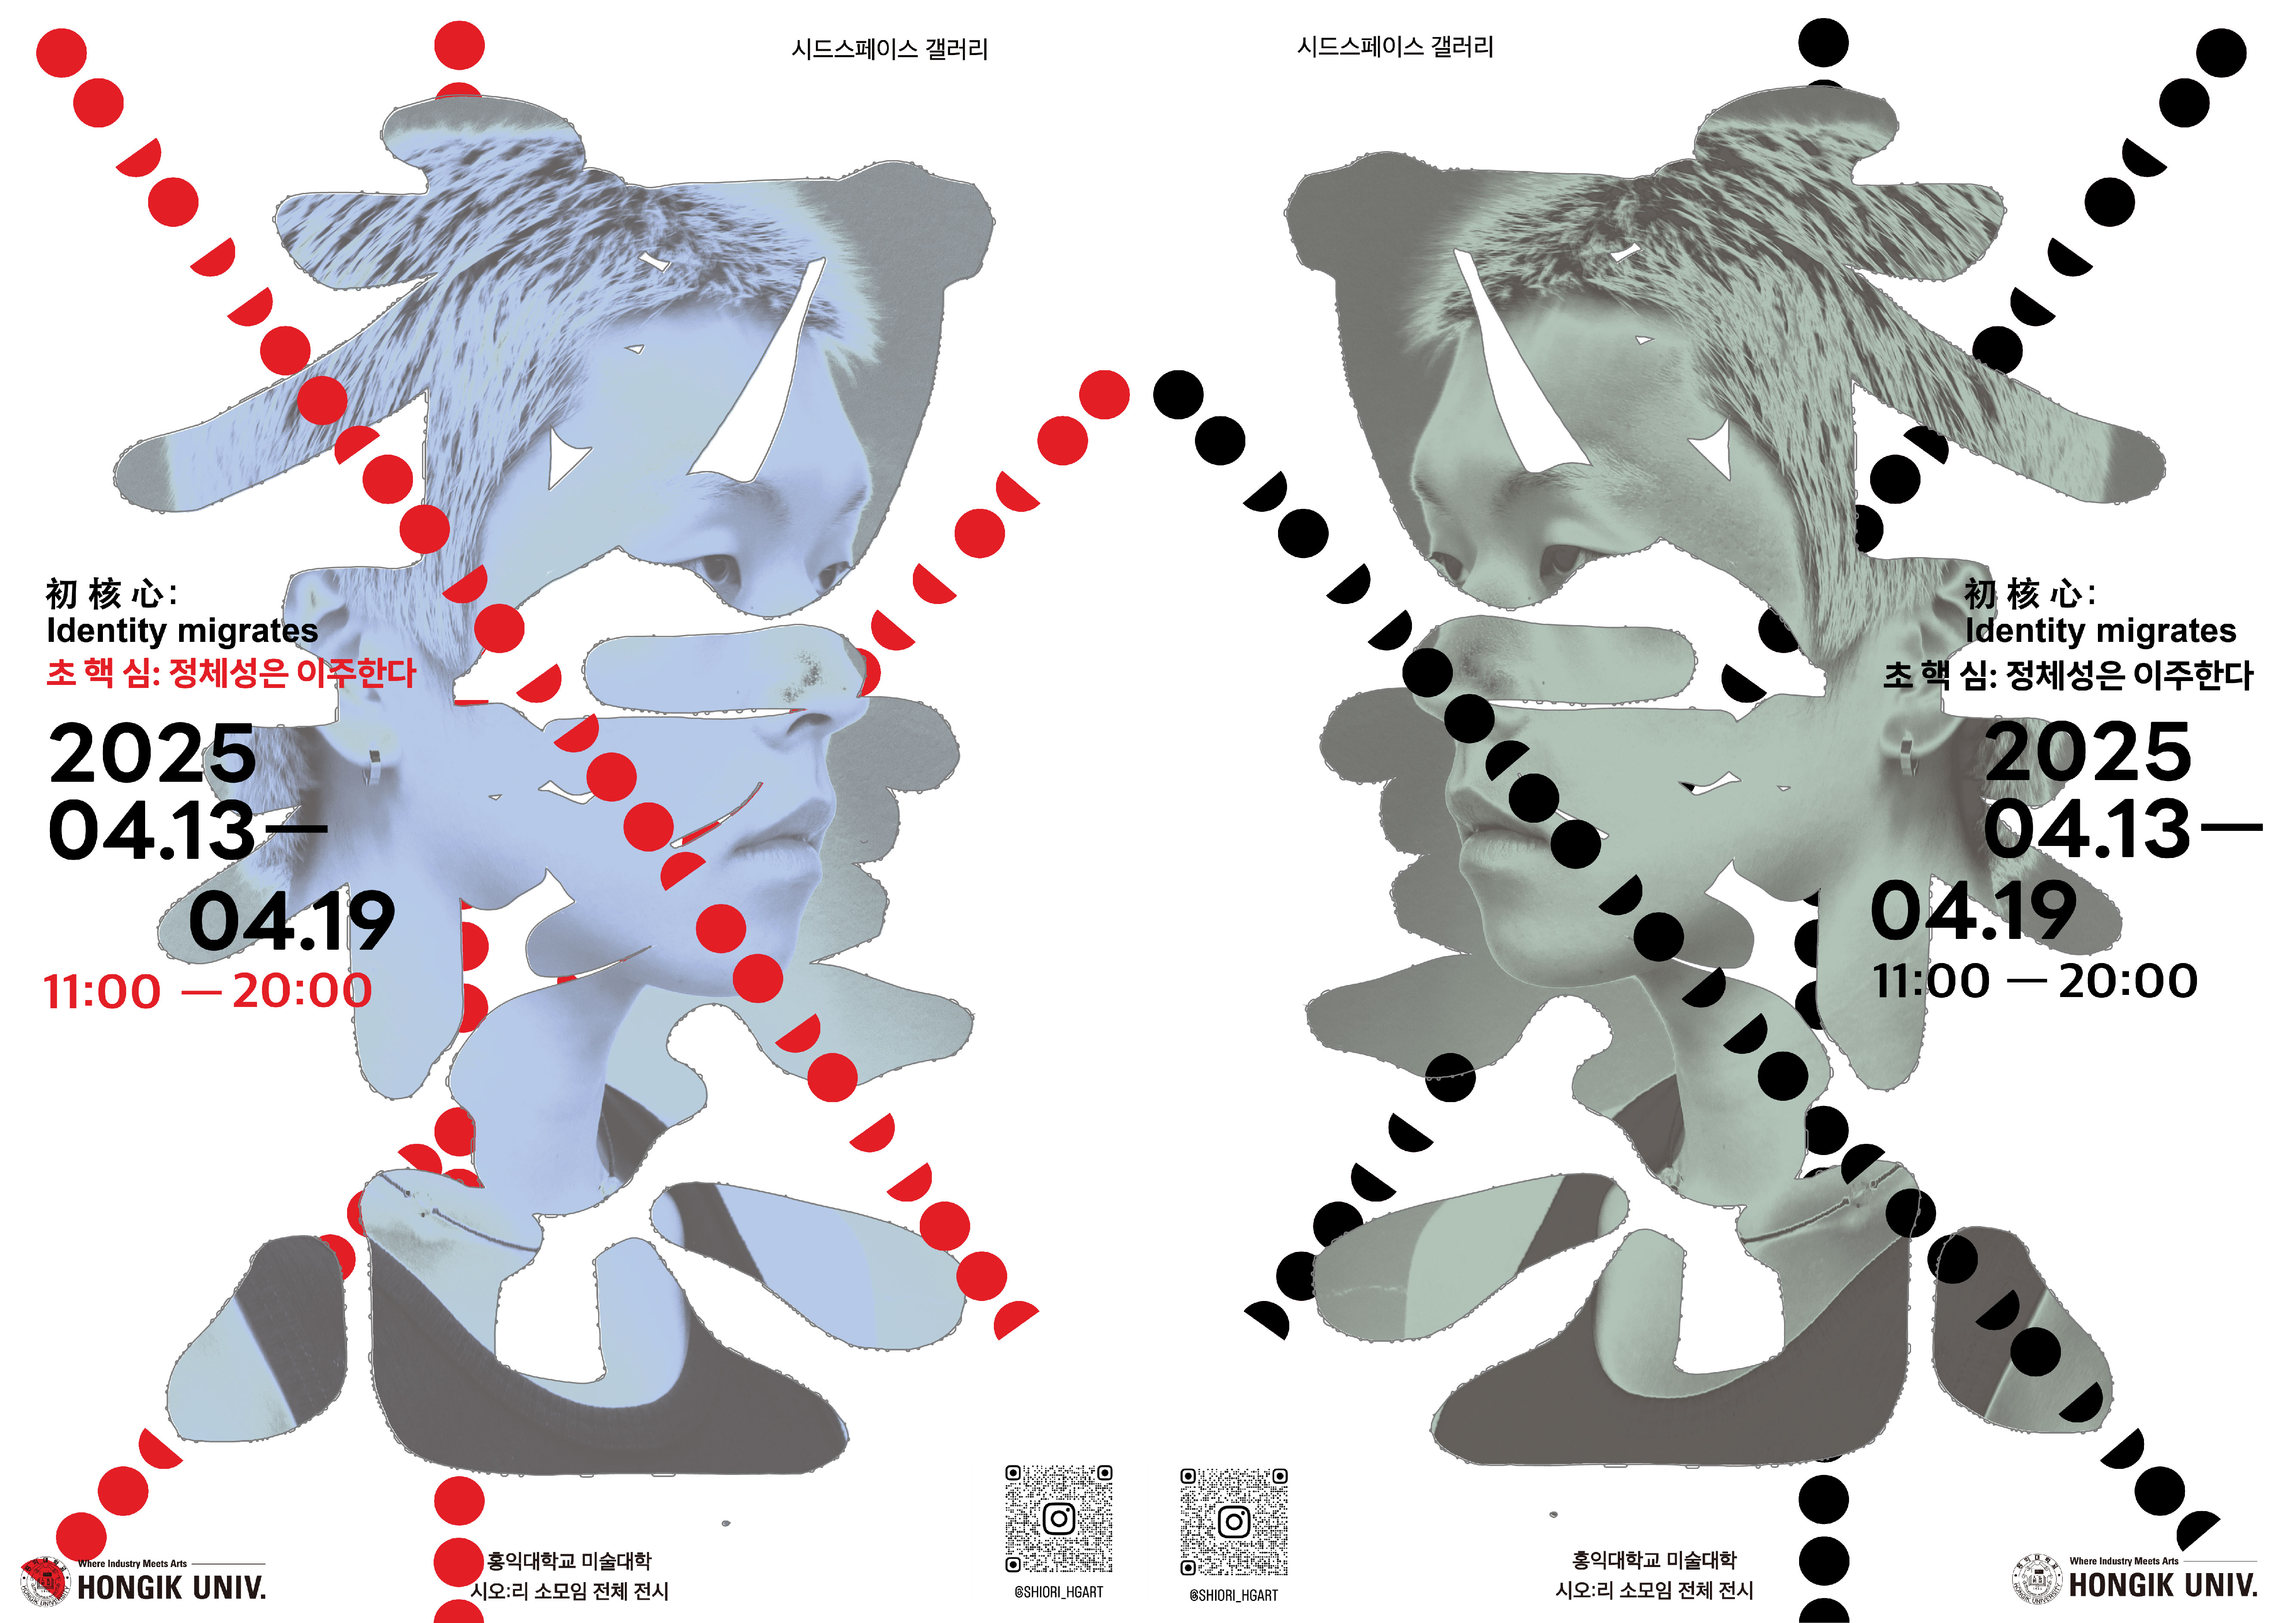 시드스페이스 갤러리
初核心:
Identity migrates
초핵심: 정체성은 이주한다
2025
04.13—
04.19
11:00 — 20:00
Where Industry Meets Arts
HONGIK UNIV.
홍익대학교 미술대학
시오:리 소모임 전체 전시
@SHIORI_HGART
시드스페이스 갤러리
初核心:
Identity migrates
초핵심: 정체성은 이주한다
2025
04.13—
04.19
11:00 — 20:00
@SHIORI_HGART
홍익대학교 미술대학
시오:리 소모임 전체 전시
Where Industry Meets Arts
HONGIK UNIV.